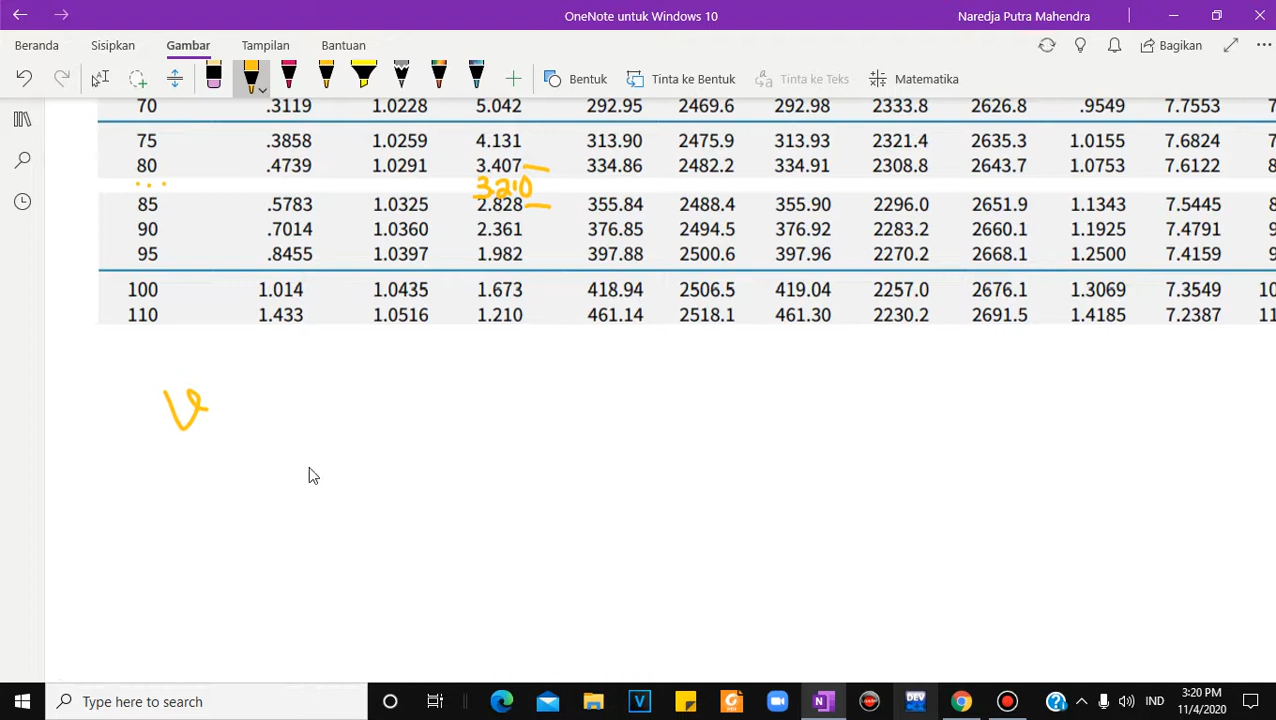 OneNote untuk Windows 10
Naredja Putra Mahendra
Beranda Sisipkan Gambar Tampilan Bantuan
Bagikan
Bentuk Tinta ke Bentuk Tinta ke Teks Matematika
70 .3119 1.0228 5.042 292.95 2469.6 292.98 2333.8 2626.8 .9549 7.7553 7
75 .3858 1.0259 4.131 313.90 2475.9 313.93 2321.4 2635.3 1.0155 7.6824 7
80 .4739 1.0291 3.407 334.86 2482.2 334.91 2308.8 2643.7 1.0753 7.6122 8
... 3.210
85 .5783 1.0325 2.828 355.84 2488.4 355.90 2296.0 2651.9 1.1343 7.5445 8
90 .7014 1.0360 2.361 376.85 2494.5 376.92 2283.2 2660.1 1.1925 7.4791 9
95 .8455 1.0397 1.982 397.88 2500.6 397.96 2270.2 2668.1 1.2500 7.4159 9
100 1.014 1.0435 1.673 418.94 2506.5 419.04 2257.0 2676.1 1.3069 7.3549 10
110 1.433 1.0516 1.210 461.14 2518.1 461.30 2230.2 2691.5 1.4185 7.2387 11
V
Type here to search
IND
3:20 PM
11/4/2020